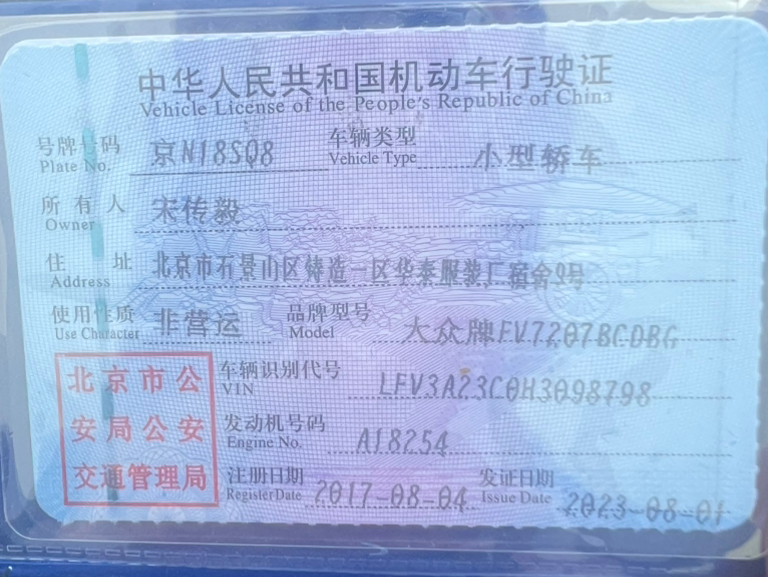 中华人民共和国机动车行驶证
Vehicle License of the People's Republic of China
号牌号码 京N18SQ8 车辆类型 小型轿车
Plate No. Vehicle Type
所有人 宋传毅
Owner
住址 北京市石景山区铸造一区华泰服装厂宿舍9号
Address
使用性质 非营运 品牌型号 大众牌FV7207BCDBG
Use Character Model
北京市公 车辆识别代号 LFV3A23C0H3098798
VIN
安局公安 发动机号码 A18254
Engine No.
交通管理局 注册日期 2017-08-04 发证日期 2023-08-01
Register Date Issue Date